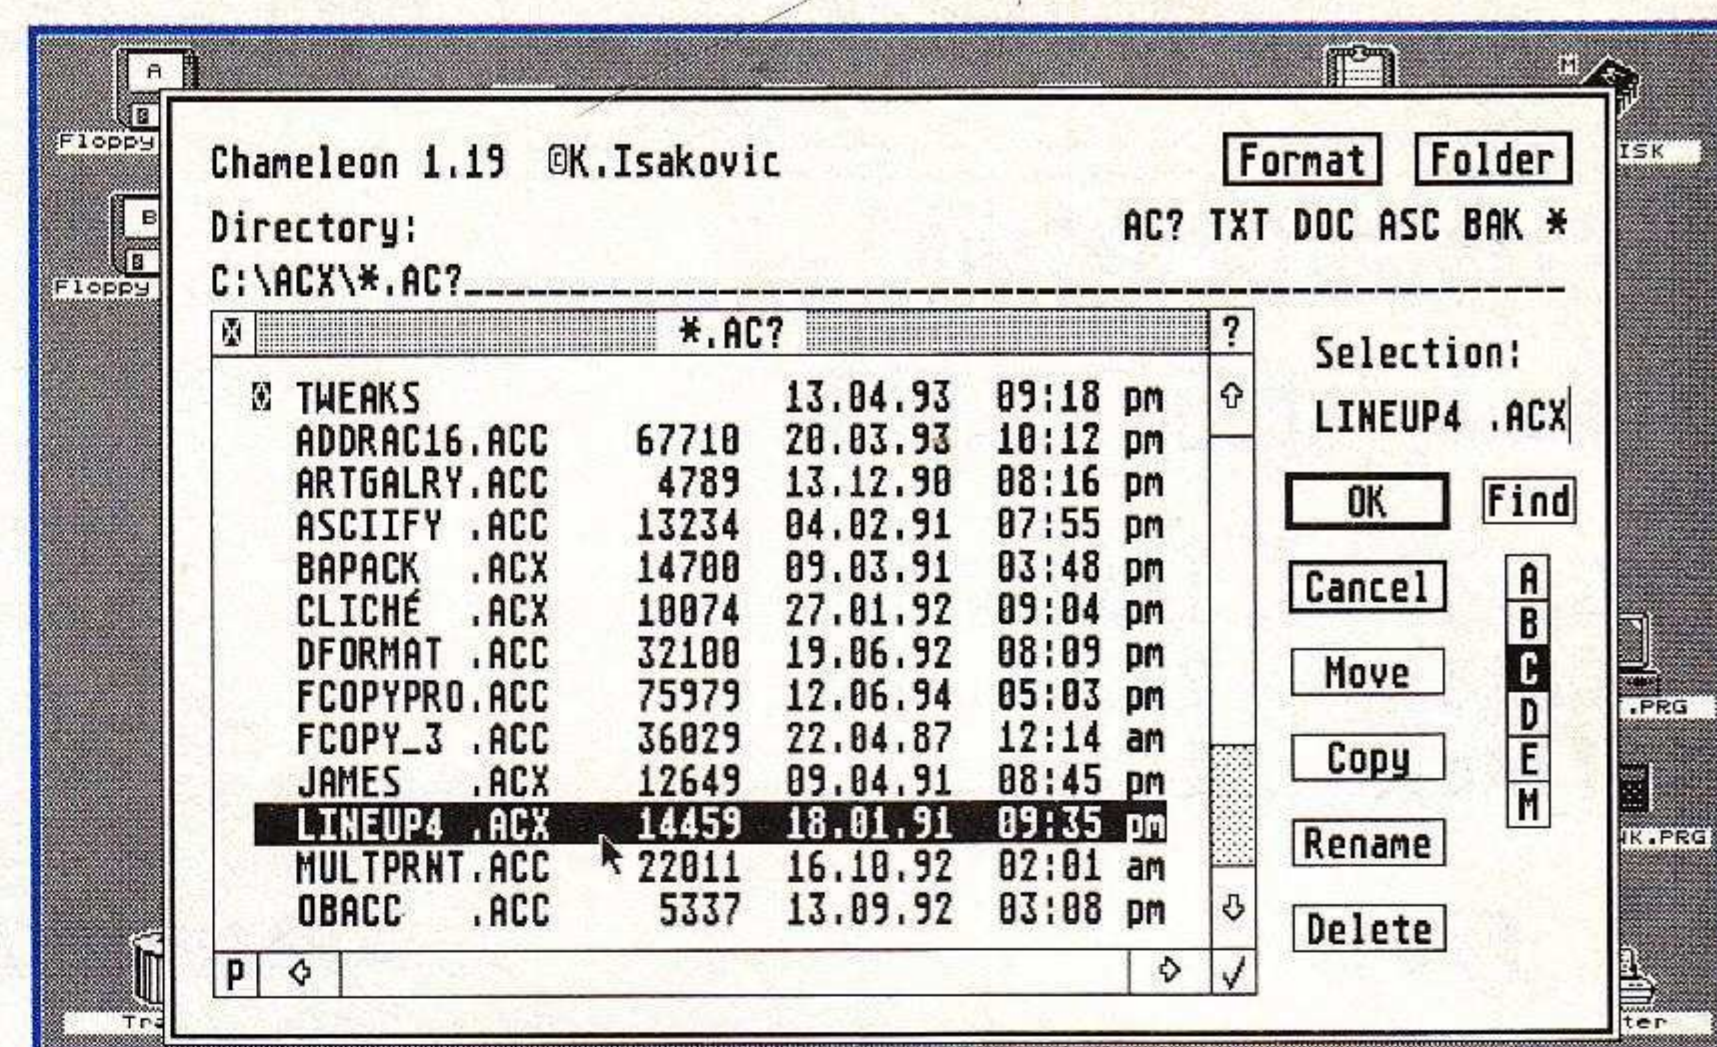 A
Floppy
M
ISK
B
Floppy
Chameleon 1.19 ©K.Isakovic
Format Folder
Directory:
AC? TXT DOC ASC BAK *
C:\ACX\*.AC?
*.AC? ?
Selection:
LINEUP4 .ACX
TWEAKS 13.04.93 09:18 pm
ADDRAC16.ACC 67710 20.03.93 10:12 pm
ARTGALRY.ACC 4789 13.12.90 08:16 pm
ASCIIFY .ACC 13234 04.02.91 07:55 pm
BAPACK .ACX 14700 09.03.91 03:48 pm
CLICHÉ .ACX 10074 27.01.92 09:04 pm
DFORMAT .ACC 32100 19.06.92 08:09 pm
FCOPYPRO.ACC 75979 12.06.94 05:03 pm
FCOPY_3 .ACC 36029 22.04.87 12:14 am
JAMES .ACX 12649 09.04.91 08:45 pm
LINEUP4 .ACX 14459 18.01.91 09:35 pm
MULTPRNT.ACC 22011 16.10.92 02:01 am
OBACC .ACC 5337 13.09.92 03:08 pm
P
OK Find
Cancel
Move
Copy
Rename
Delete
A
B
C
D
E
M
.PRG
NK.PRG
Tra
ter